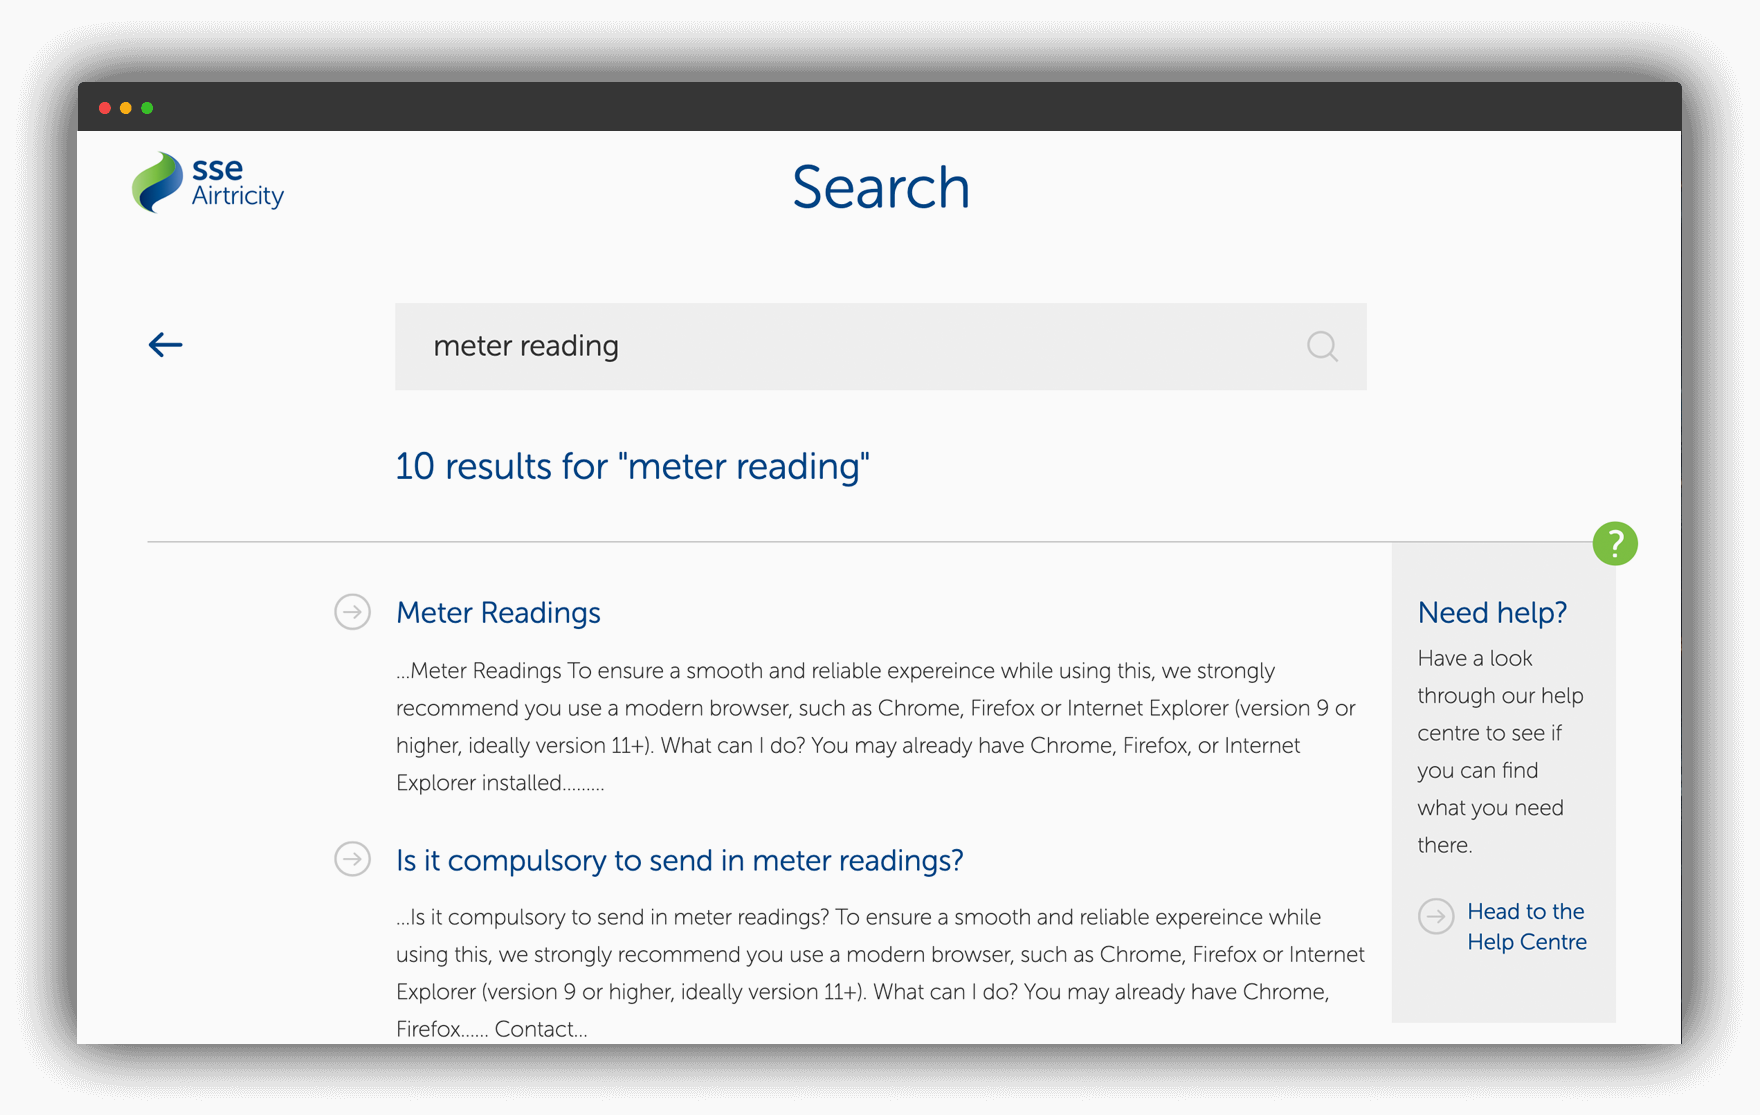 sse
Airtricity
Search
meter reading
10 results for "meter reading"
?
Meter Readings
...Meter Readings To ensure a smooth and reliable expereince while using this, we strongly
recommend you use a modern browser, such as Chrome, Firefox or Internet Explorer (version 9 or
higher, ideally version 11+). What can I do? You may already have Chrome, Firefox, or Internet
Explorer installed.........
Is it compulsory to send in meter readings?
...Is it compulsory to send in meter readings? To ensure a smooth and reliable expereince while
using this, we strongly recommend you use a modern browser, such as Chrome, Firefox or Internet
Explorer (version 9 or higher, ideally version 11+). What can I do? You may already have Chrome,
Firefox...... Contact...
Need help?
Have a look
through our help
centre to see if
you can find
what you need
there.
Head to the
Help Centre